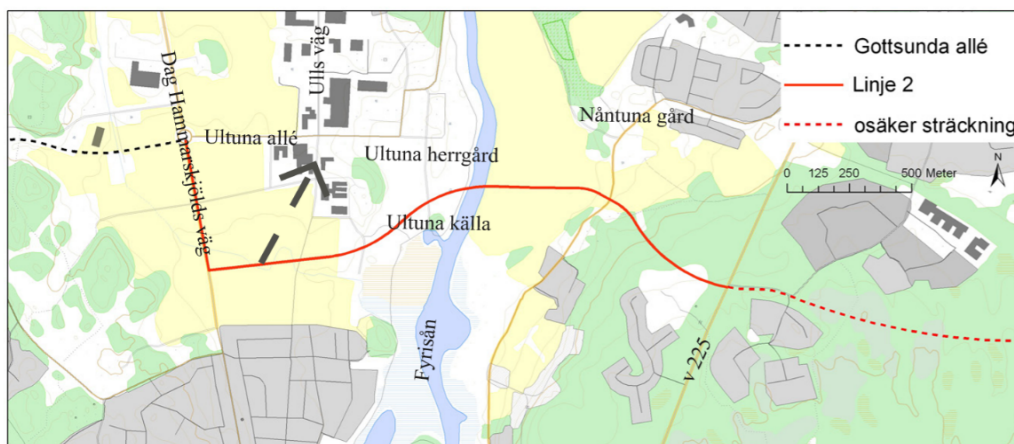 Dag Hammarskjölds väg
Ulls väg
Ultuna allé
Ultuna herrgård
Ultuna källa
Fyrisån
Nåntuna gård
v 225
Gottsunda allé
Linje 2
osäker sträckning
N
0 125 250 500 Meter